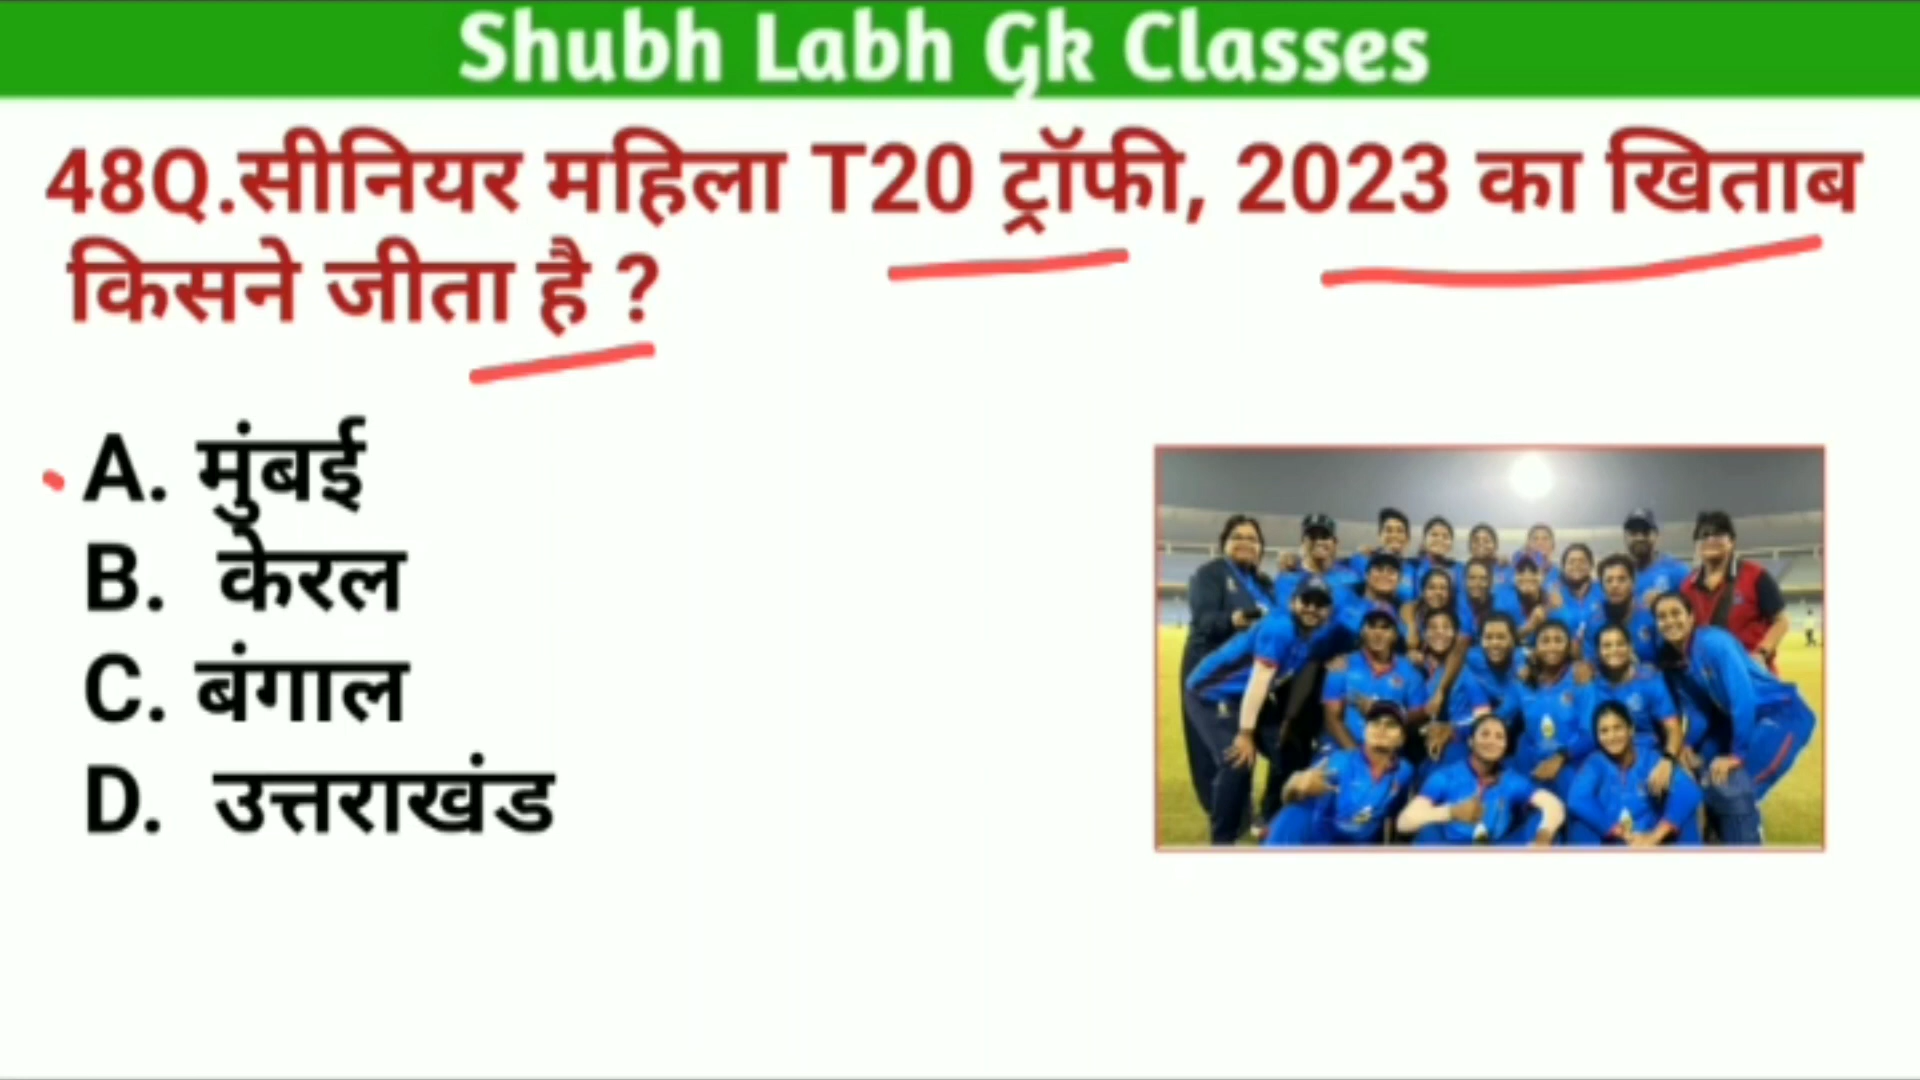 Shubh Labh Gk Classes
48Q.सीनियर महिला T20 ट्रॉफी, 2023 का खिताब
किसने जीता है ?
A. मुंबई
B. केरल
C. बंगाल
D. उत्तराखंड